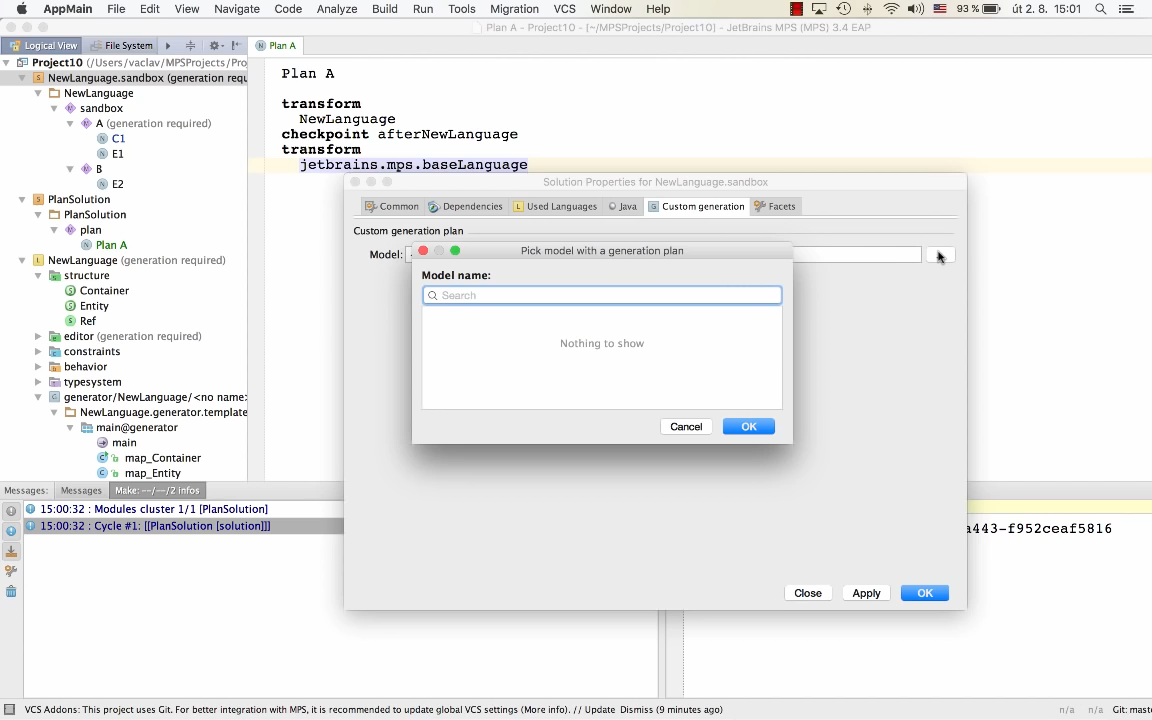 AppMain File Edit View Navigate Code Analyze Build Run Tools Migration VCS Window Help 93 % út 2. 8. 15:01
Plan A - Project10 - [~/MPSProjects/Project10] - JetBrains MPS (MPS) 3.4 EAP
Logical View File System Plan A
Project10 (/Users/vaclav/MPSProjects/Pro
NewLanguage.sandbox (generation requ
NewLanguage
sandbox
A (generation required)
C1
E1
B
E2
PlanSolution
PlanSolution
plan
Plan A
NewLanguage (generation required)
structure
Container
Entity
Ref
editor (generation required)
constraints
behavior
typesystem
generator/NewLanguage/<no name>
NewLanguage.generator.template
main@generator
main
map_Container
map_Entity
Plan A
transform
NewLanguage
checkpoint afterNewLanguage
transform
jetbrains.mps.baseLanguage
Solution Properties for NewLanguage.sandbox
Common Dependencies Used Languages Java Custom generation Facets
Custom generation plan
Model:
Pick model with a generation plan
Model name:
Search
Nothing to show
Cancel OK
Close Apply OK
Messages: Messages Make: ~~/—/2 infos
15:00:32 : Modules cluster 1/1 [PlanSolution]
15:00:32 : Cycle #1: [[PlanSolution [solution]]]
a443-f952ceaf5816
VCS Addons: This project uses Git. For better integration with MPS, it is recommended to update global VCS settings (More info). // Update Dismiss (9 minutes ago) n/a n/a Git: maste